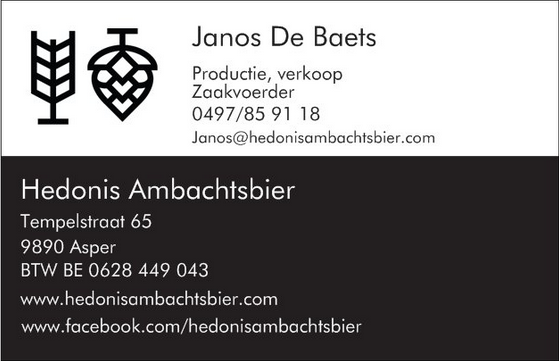 Janos De Baets
Productie, verkoop
Zaakvoerder
0497/85 91 18
Janos@hedonisambachtsbier.com
Hedonis Ambachtsbier
Tempelstraat 65
9890 Asper
BTW BE 0628 449 043
www.hedonisambachtsbier.com
www.facebook.com/hedonisambachtsbier